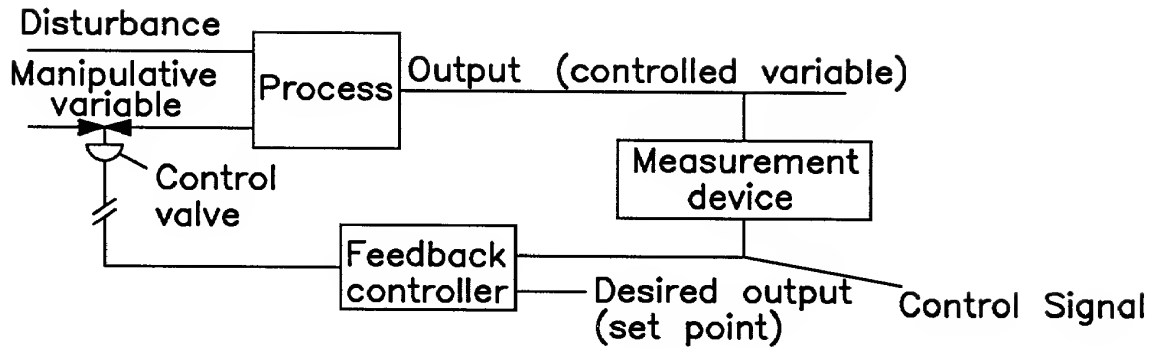 Disturbance
Manipulative
variable
Process
Output (controlled variable)
Measurement
device
Control
valve
Feedback
controller
Desired output
(set point)
Control Signal